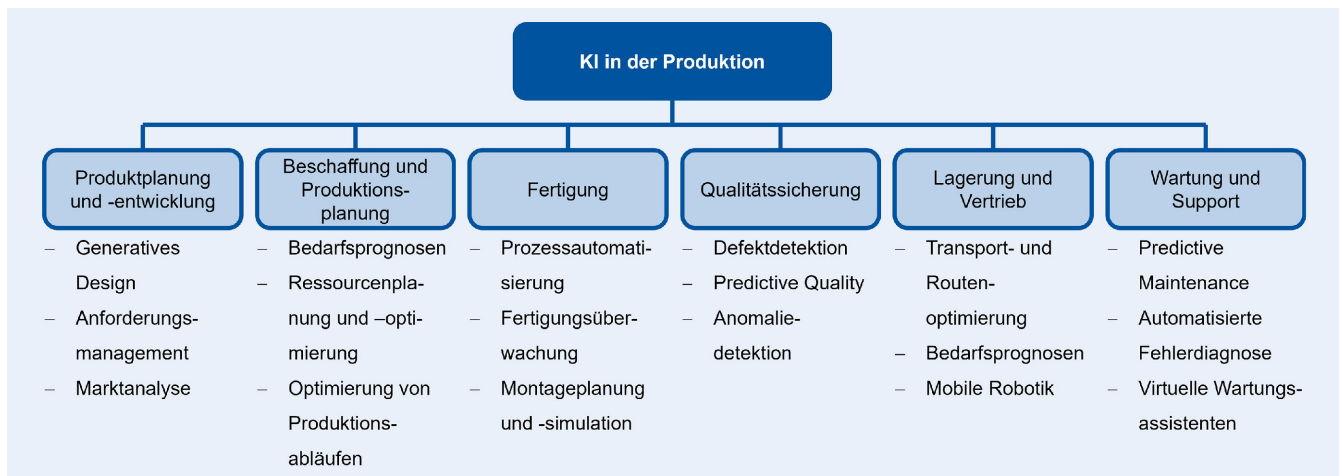 KI in der Produktion
Produktplanung
und -entwicklung
– Generatives
Design
– Anforderungs-
management
– Marktanalyse
Beschaffung und
Produktions-
planung
– Bedarfsprognosen
– Ressourcenpla-
nung und –opti-
mierung
– Optimierung von
Produktions-
abläufen
Fertigung
– Prozessautomati-
sierung
– Fertigungsüber-
wachung
– Montageplanung
und -simulation
Qualitätssicherung
– Defektdetektion
– Predictive Quality
– Anomalie-
detektion
Lagerung und
Vertrieb
– Transport- und
Routen-
optimierung
– Bedarfsprognosen
– Mobile Robotik
Wartung und
Support
– Predictive
Maintenance
– Automatisierte
Fehlerdiagnose
– Virtuelle Wartungs-
assistenten